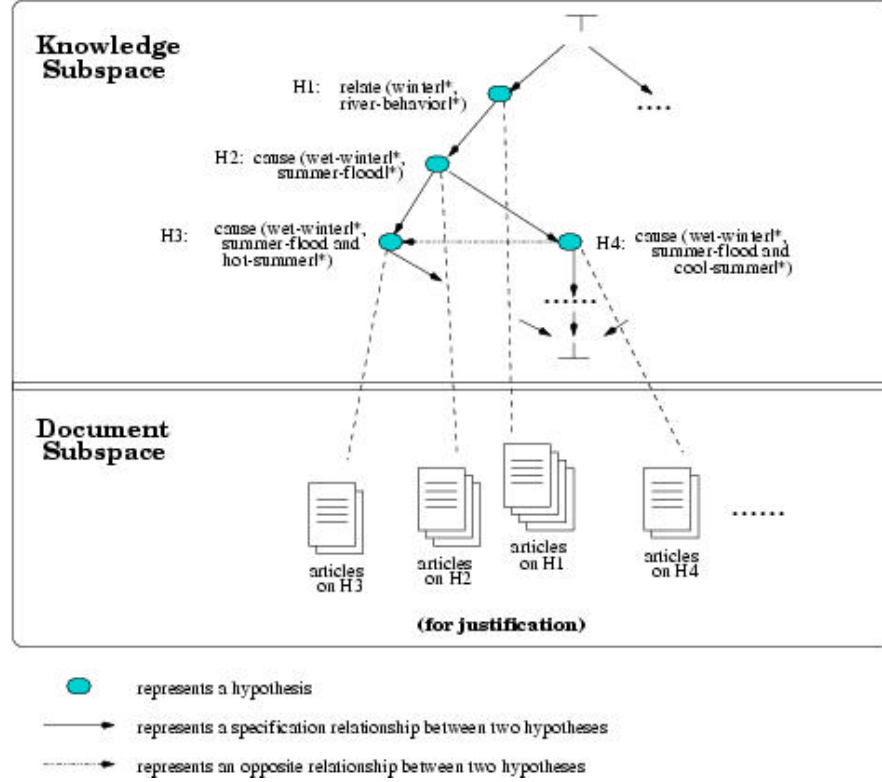 Knowledge
Subspace
H1: relate (winter|*,
river-behavior|*)
H2: cause (wet-winter|*,
summer-flood|*)
H3: cause (wet-winter|*,
summer-flood and
hot-summer|*)
H4: cause (wet-winter|*,
summer-flood and
cool-summer|*)
Document
Subspace
articles
on H3
articles
on H2
articles
on H1
articles
on H4
(for justification)
represents a hypothesis
represents a specification relationship between two hypotheses
represents an opposite relationship between two hypotheses